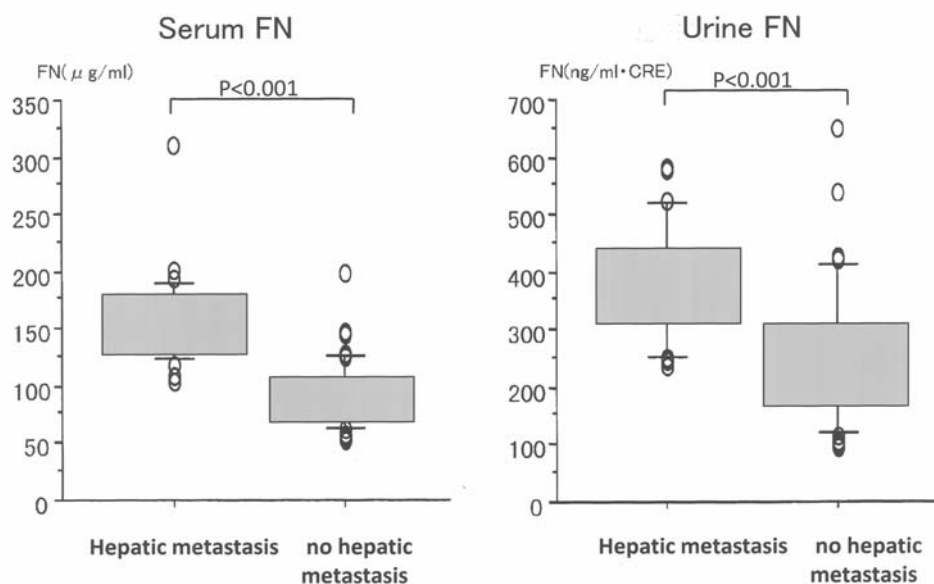 Serum FN
FN( μ g/ml)
P<0.001
350
300
250
200
150
100
50
0
Hepatic metastasis
no hepatic
metastasis
Urine FN
FN(ng/ml·CRE)
P<0.001
700
600
500
400
300
200
100
0
Hepatic metastasis
no hepatic
metastasis